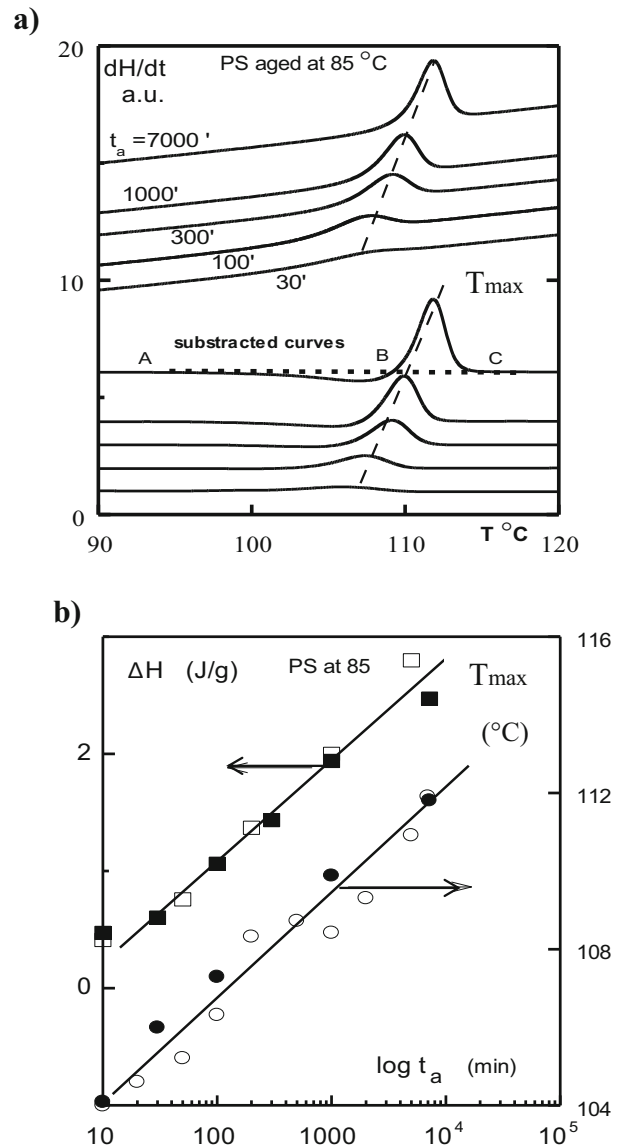 a)
20
dH/dt
PS aged at 85 °C
a.u.
t a =7000 '
1000'
300'
100'
10
30'
Tmax
substracted curves
A
B
C
0
90
100
110
T °C
120
b)
116
ΔH (J/g)
PS at 85
Tmax
(°C)
2
112
108
0
log t a (min)
104
10
100
1000
10^4
10^5